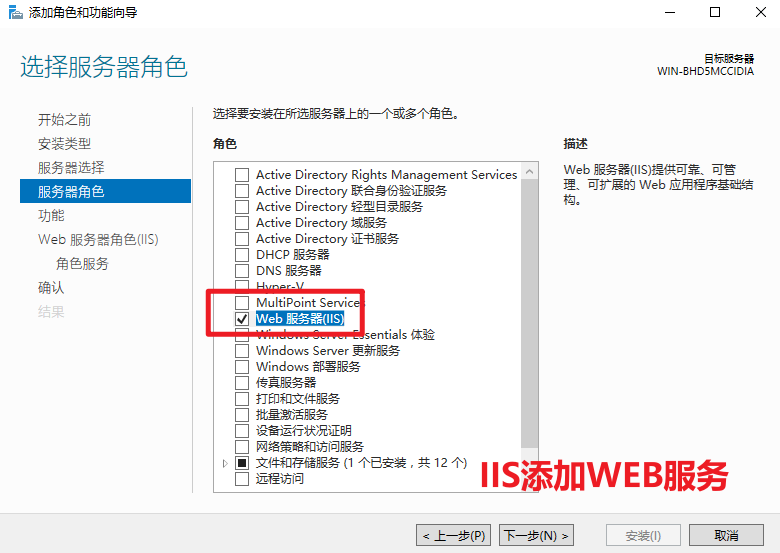 添加角色和功能向导
选择服务器角色
目标服务器
WIN-BHD5MCCIDIA
开始之前
安装类型
服务器选择
服务器角色
功能
Web 服务器角色(IIS)
角色服务
确认
结果
选择要安装在所选服务器上的一个或多个角色。
角色
Active Directory Rights Management Services
Active Directory 联合身份验证服务
Active Directory 轻型目录服务
Active Directory 域服务
Active Directory 证书服务
DHCP 服务器
DNS 服务器
Hyper-V
MultiPoint Services
Web 服务器(IIS)
Windows Server Essentials 体验
Windows Server 更新服务
Windows 部署服务
传真服务器
打印和文件服务
批量激活服务
设备运行状况证明
网络策略和访问服务
文件和存储服务 (1 个已安装，共 12 个)
远程访问
描述
Web 服务器(IIS)提供可靠、可管
理、可扩展的 Web 应用程序基础结
构。
IIS添加WEB服务
< 上一步(P)
下一步(N) >
安装(I)
取消